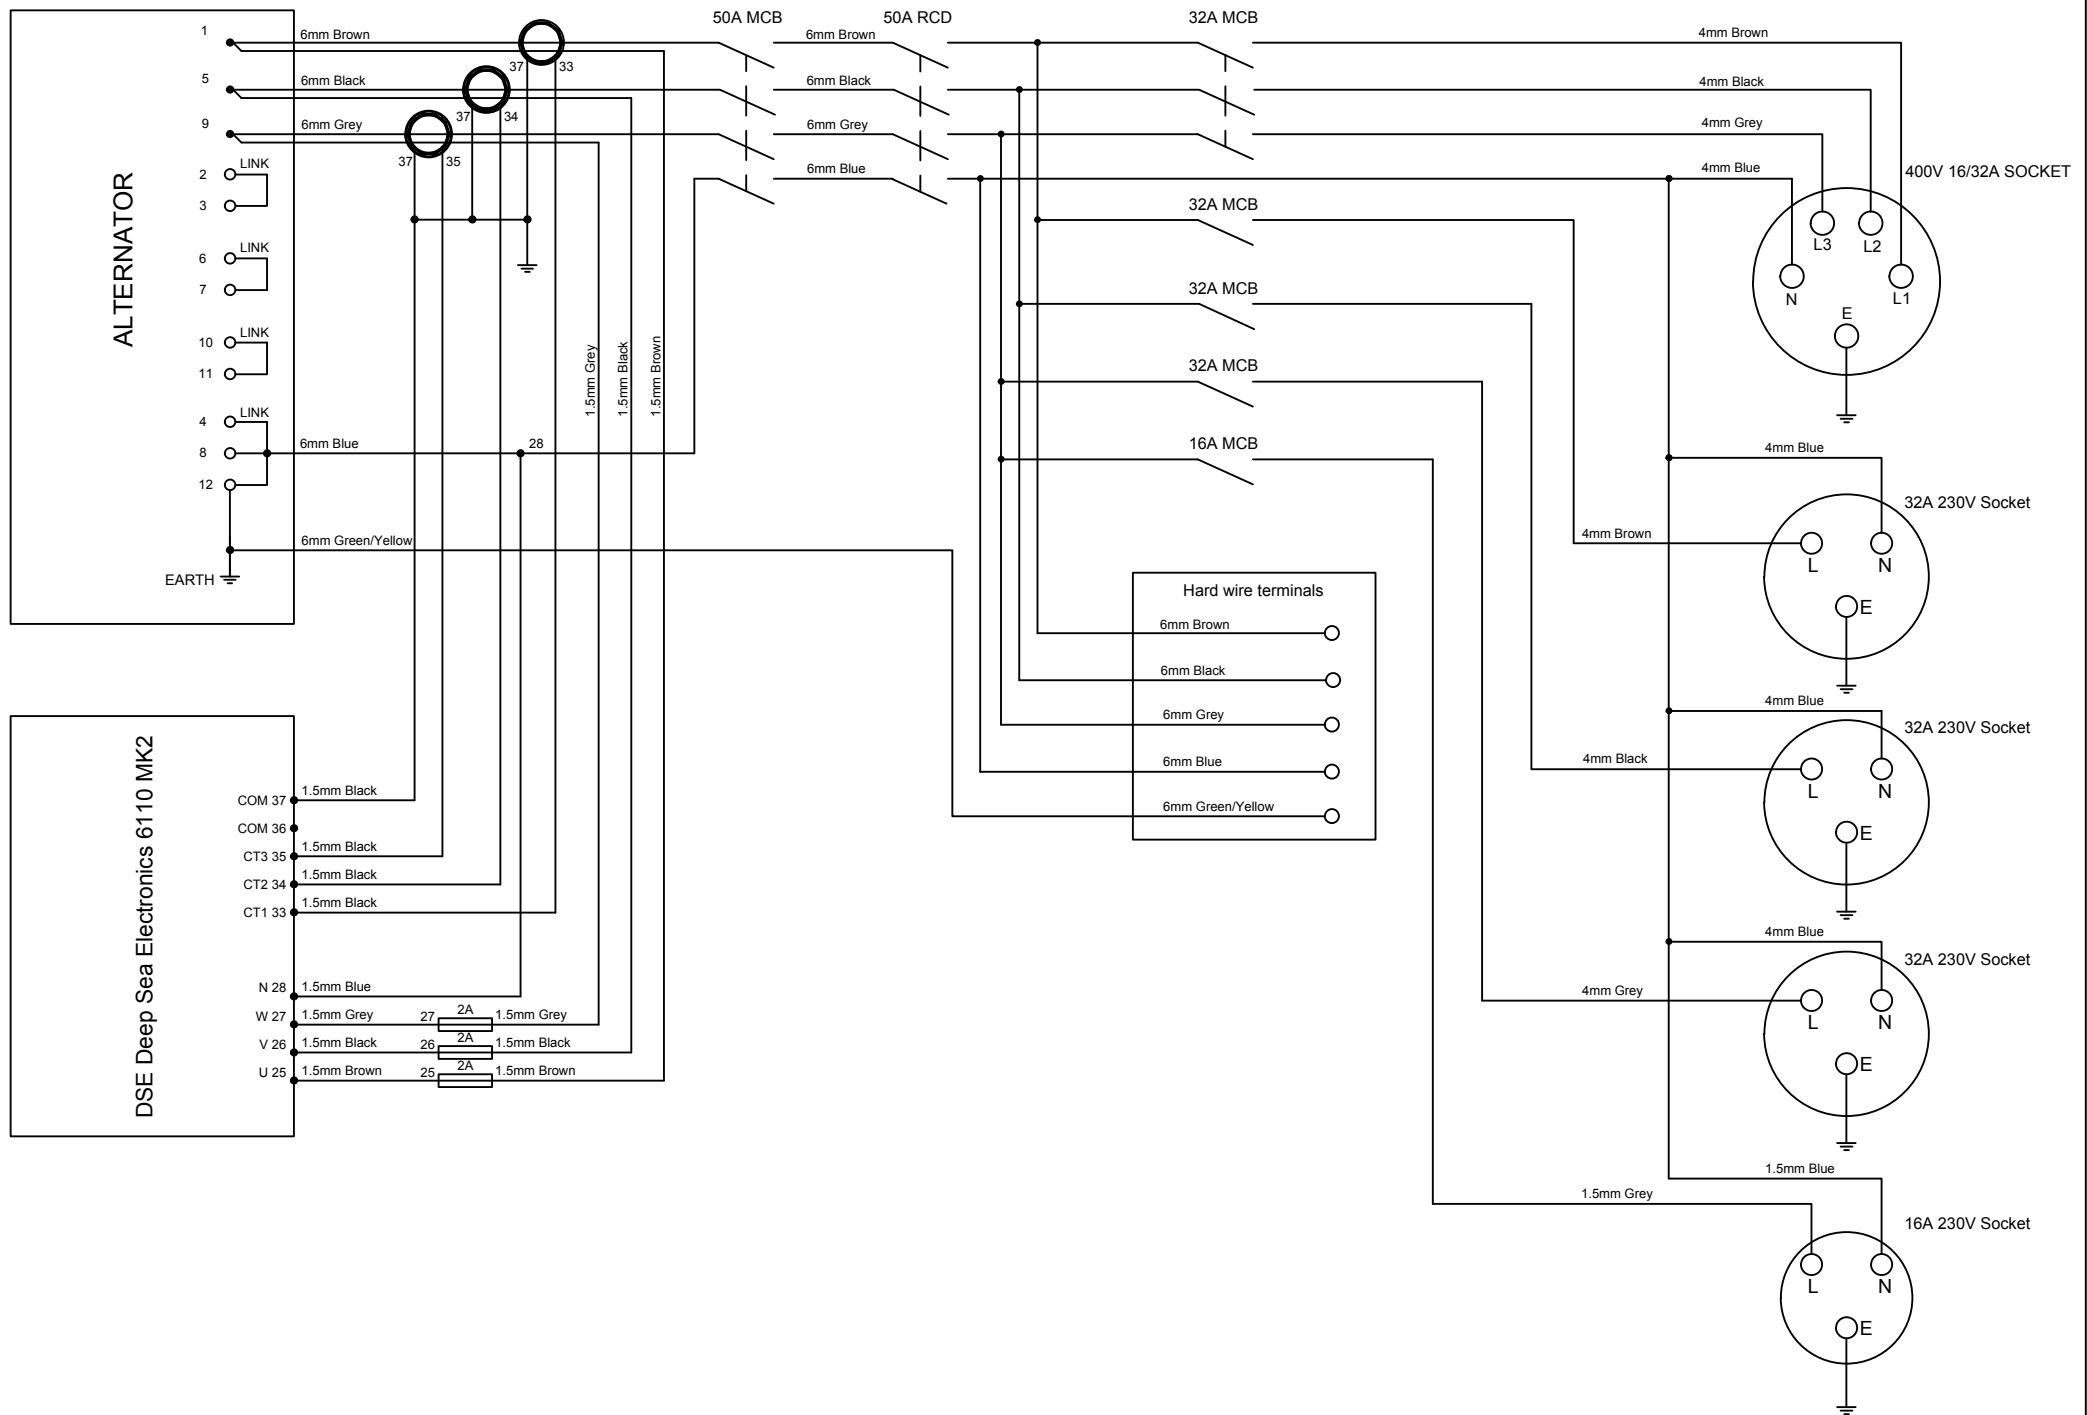 50A MCB
50A RCD
32A MCB
1
6mm Brown
6mm Brown
4mm Brown
37
33
5
6mm Black
6mm Black
4mm Black
37
34
9
6mm Grey
6mm Grey
4mm Grey
37
35
2
LINK
6mm Blue
4mm Blue
400V 16/32A SOCKET
3
32A MCB
L3
L2
6
LINK
7
32A MCB
N
L1
E
ALTERNATOR
10
LINK
11
1.5mm Grey
1.5mm Black
1.5mm Brown
32A MCB
4
LINK
8
6mm Blue
28
16A MCB
4mm Blue
12
32A 230V Socket
6mm Green/Yellow
4mm Brown
L
N
EARTH
E
Hard wire terminals
6mm Brown
6mm Black
6mm Grey
6mm Blue
6mm Green/Yellow
4mm Blue
32A 230V Socket
4mm Black
L
N
E
DSE Deep Sea Electronics 6110 MK2
COM 37
1.5mm Black
COM 36
CT3 35
1.5mm Black
CT2 34
1.5mm Black
CT1 33
1.5mm Black
4mm Blue
32A 230V Socket
4mm Grey
L
N
E
N 28
1.5mm Blue
W 27
1.5mm Grey
27
2A
1.5mm Grey
V 26
1.5mm Black
26
2A
1.5mm Black
U 25
1.5mm Brown
25
2A
1.5mm Brown
1.5mm Blue
1.5mm Grey
16A 230V Socket
L
N
E